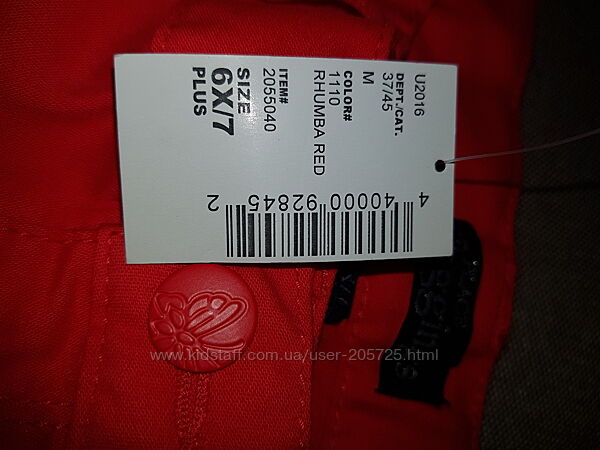 U2016
DEPT./CAT.
37/45
M
COLOR#
1110
RHUMBA RED
ITEM#
2055040
SIZE
6X/7
PLUS
4 40000 92845 2
www.kidstaff.com.ua/user-205725.html